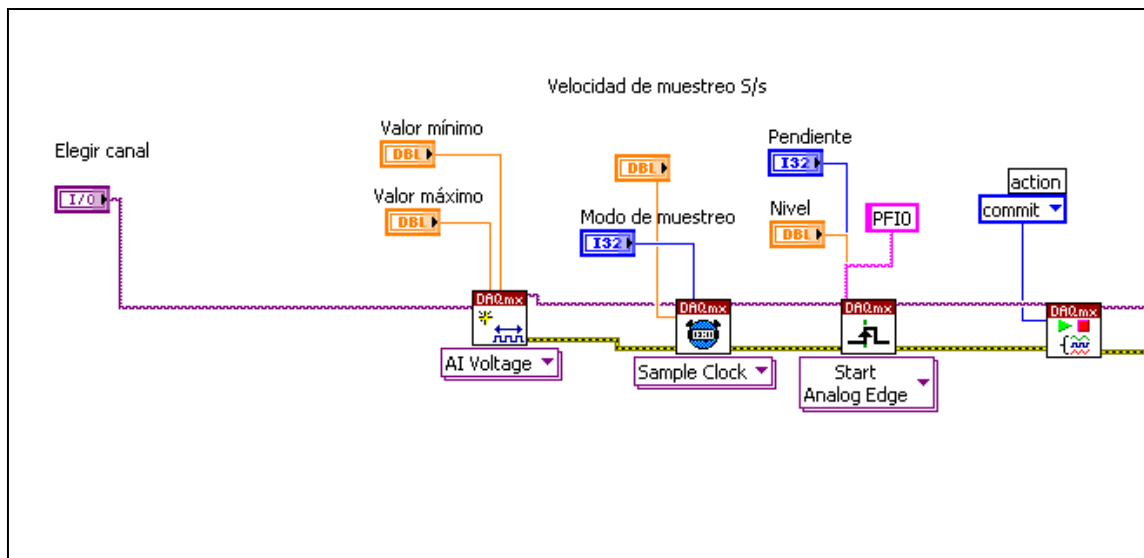 Velocidad de muestreo S/s
Elegir canal
I/O
Valor mínimo
DBL
Valor máximo
DBL
DBL
Modo de muestreo
I32
Pendiente
I32
Nivel
DBL
PFI0
action
commit
DAQmx
AI Voltage
DAQmx
Sample Clock
DAQmx
Start
Analog Edge
DAQmx